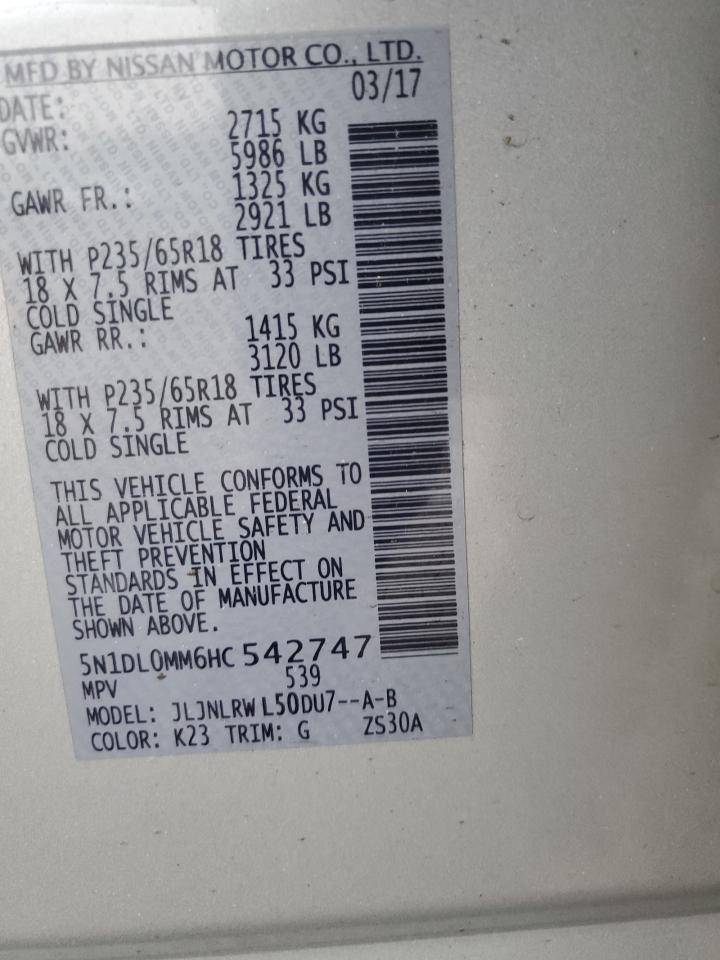 MFD BY NISSAN MOTOR CO., LTD.
DATE: 03/17
GVWR: 2715 KG
5986 LB
GAWR FR.: 1325 KG
2921 LB
WITH P235/65R18 TIRES
18 X 7.5 RIMS AT 33 PSI
COLD SINGLE
GAWR RR.: 1415 KG
3120 LB
WITH P235/65R18 TIRES
18 X 7.5 RIMS AT 33 PSI
COLD SINGLE
THIS VEHICLE CONFORMS TO
ALL APPLICABLE FEDERAL
MOTOR VEHICLE SAFETY AND
THEFT PREVENTION
STANDARDS IN EFFECT ON
THE DATE OF MANUFACTURE
SHOWN ABOVE.
5N1DL0MM6HC 542747
MPV 539
MODEL: JLJNLRW L50DU7--A-B
COLOR: K23 TRIM: G ZS30A